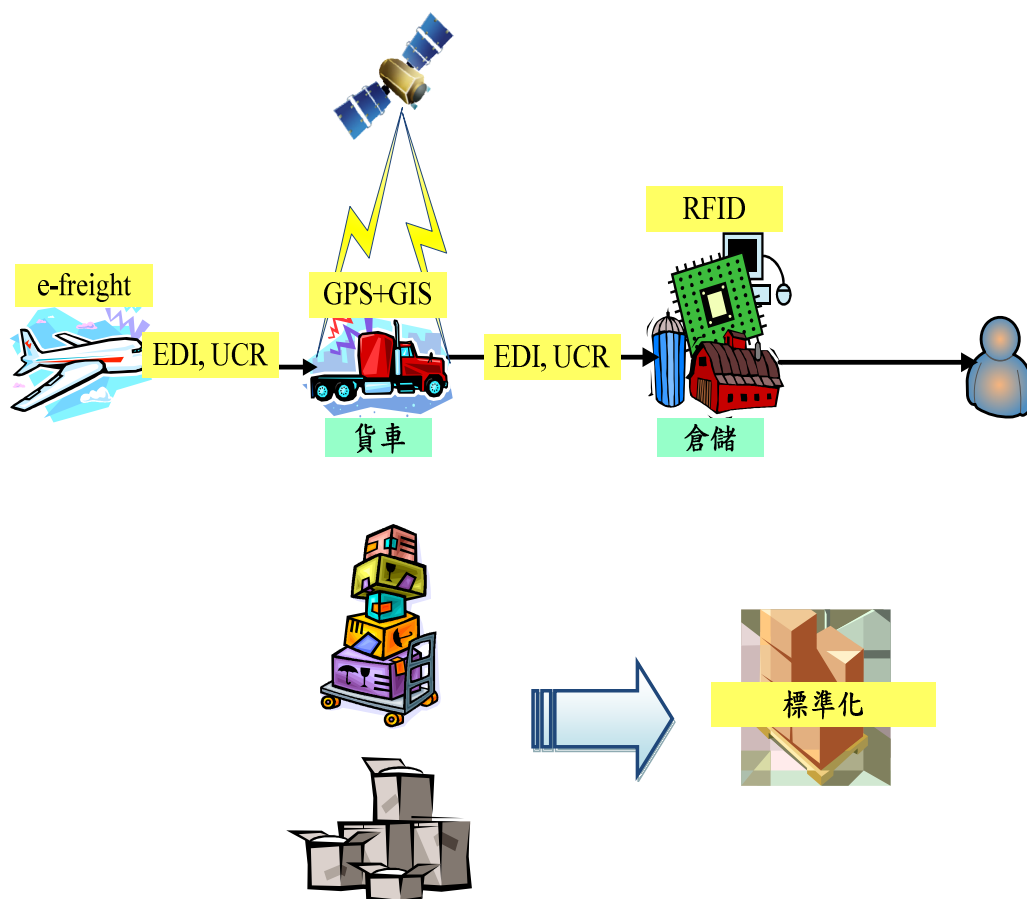 RFID
e-freight
GPS+GIS
EDI, UCR
EDI, UCR
貨車
倉儲
標準化